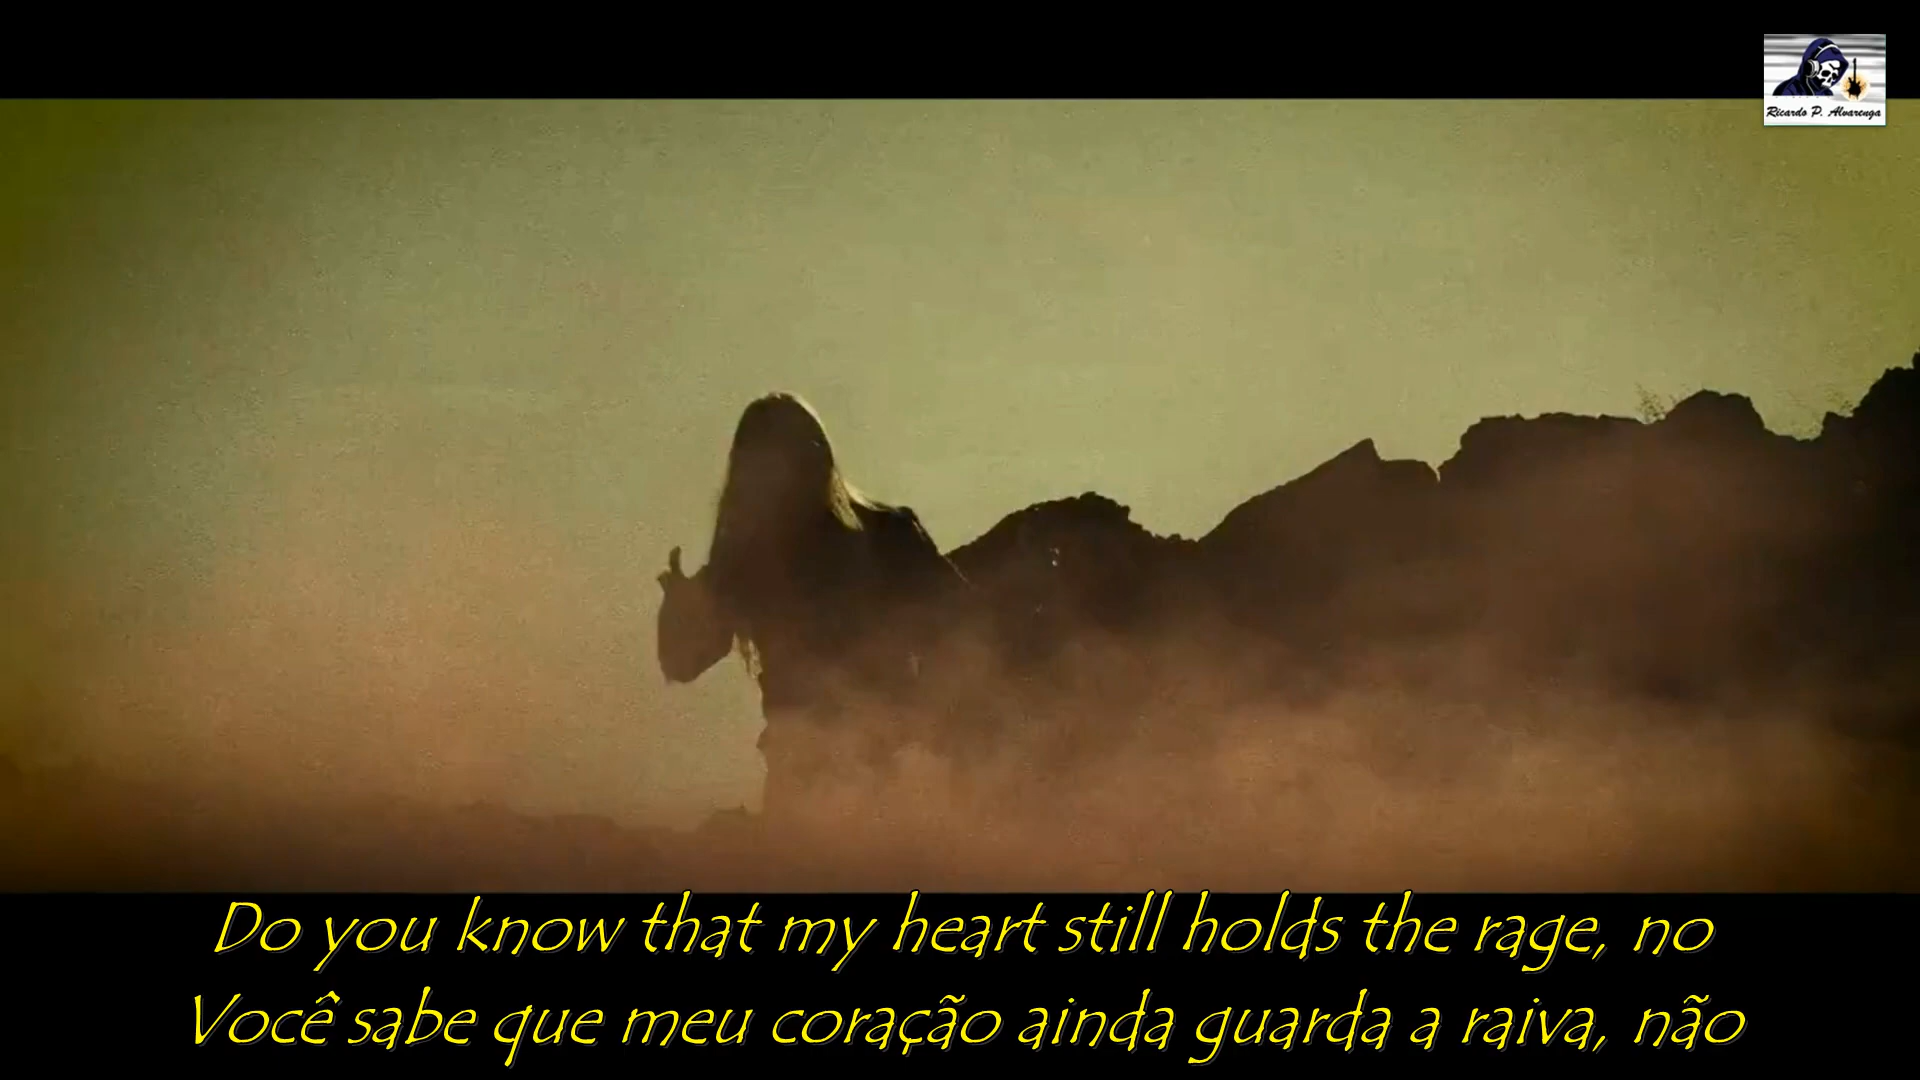 Ricardo P. Alvarenga
Do you know that my heart still holds the rage, no
Você sabe que meu coração ainda guarda a raiva, não